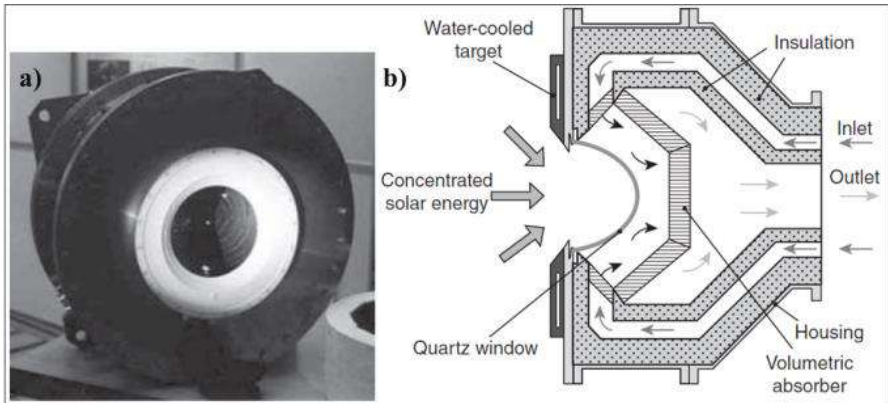 a)
b)
Water-cooled
target
Insulation
Inlet
Concentrated
solar energy
Outlet
Quartz window
Housing
Volumetric
absorber